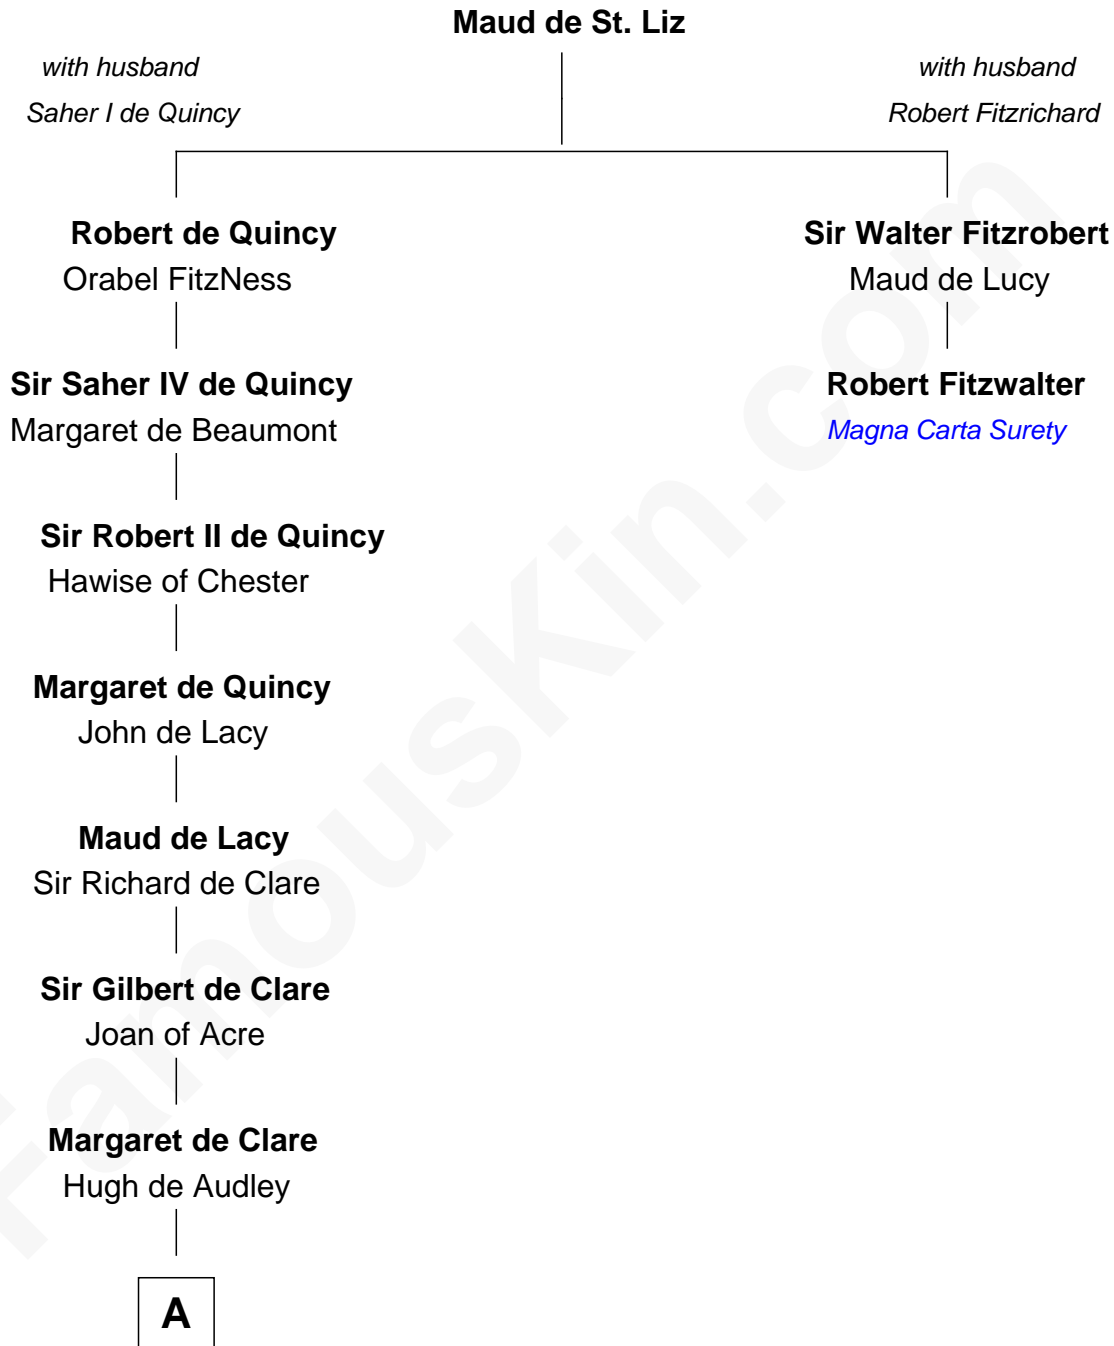 Maud de St. Liz
with husband
Saher I de Quincy
with husband
Robert Fitzrichard
Robert de Quincy
Orabel FitzNess
Sir Walter Fitzrobert
Maud de Lucy
Sir Saher IV de Quincy
Margaret de Beaumont
Robert Fitzwalter
Magna Carta Surety
Sir Robert II de Quincy
Hawise of Chester
Margaret de Quincy
John de Lacy
Maud de Lacy
Sir Richard de Clare
Sir Gilbert de Clare
Joan of Acre
Margaret de Clare
Hugh de Audley
A
FamousKin.com